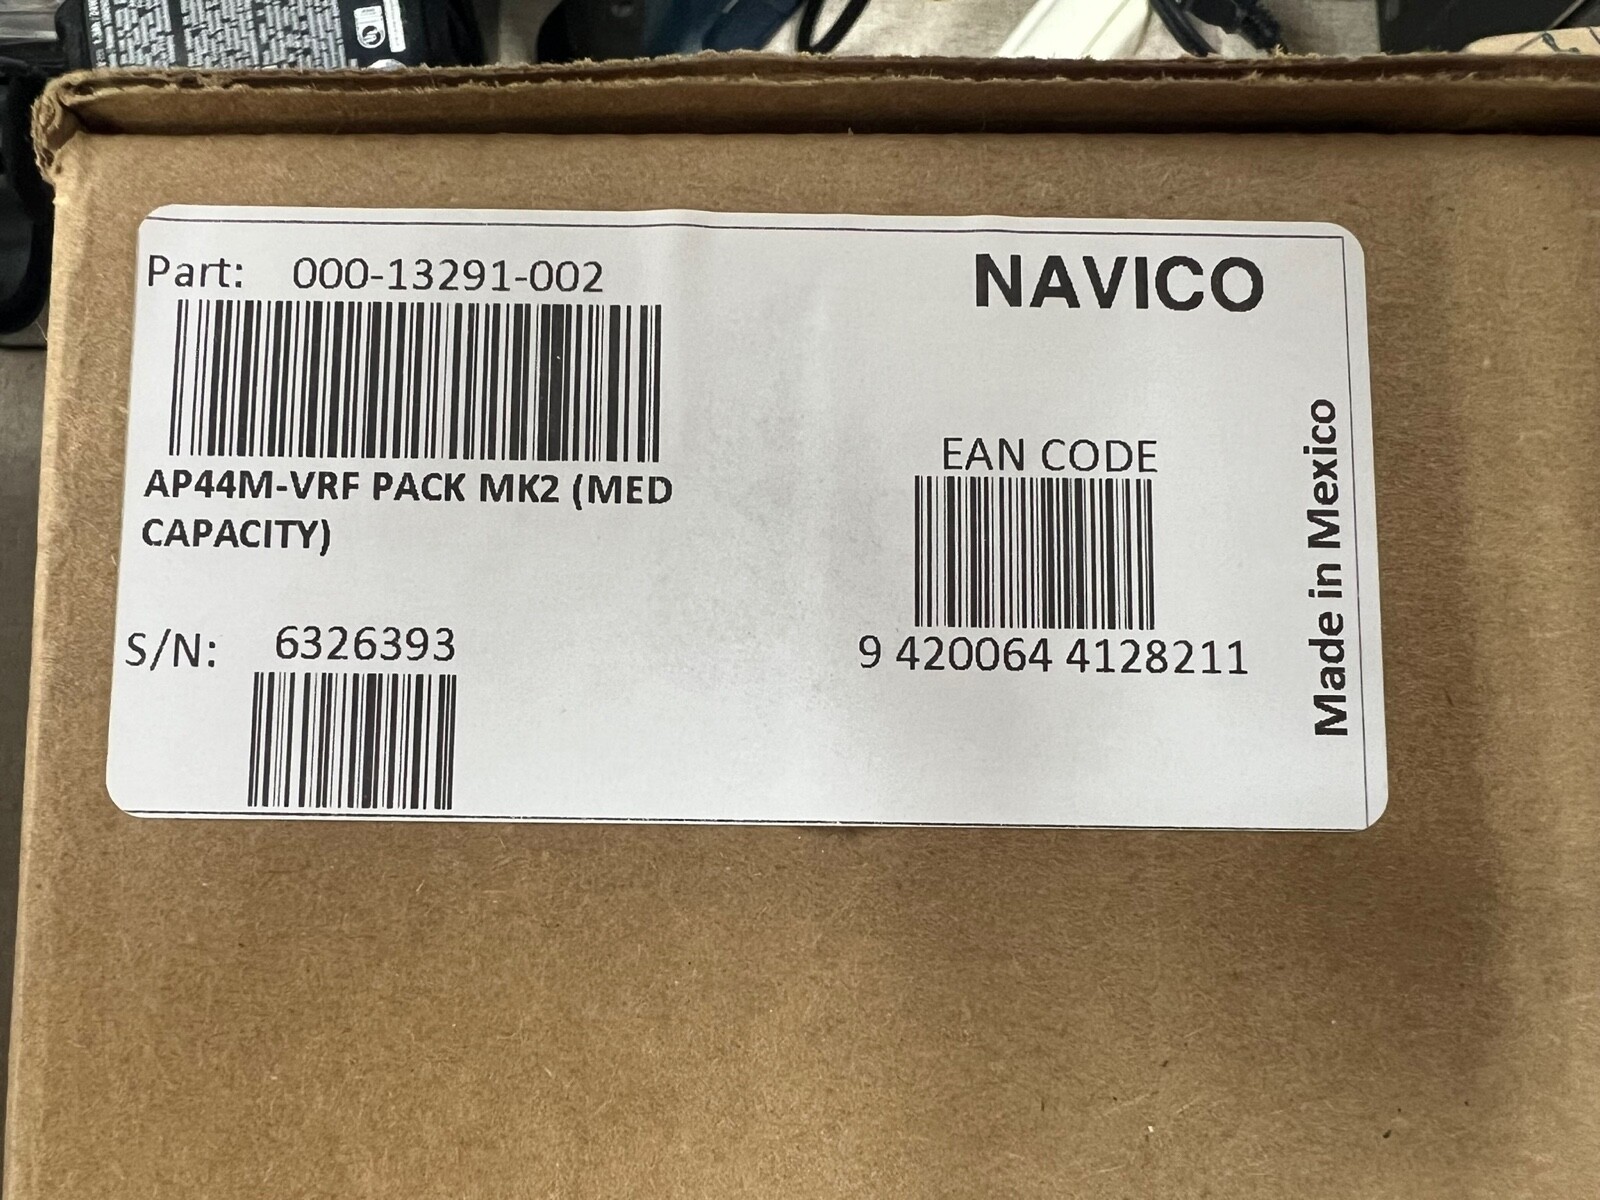 Part: 000-13291-002
NAVICO
AP44M-VRF PACK MK2 (MED
CAPACITY)
EAN CODE
9 420064 4128211
S/N: 6326393
Made in Mexico